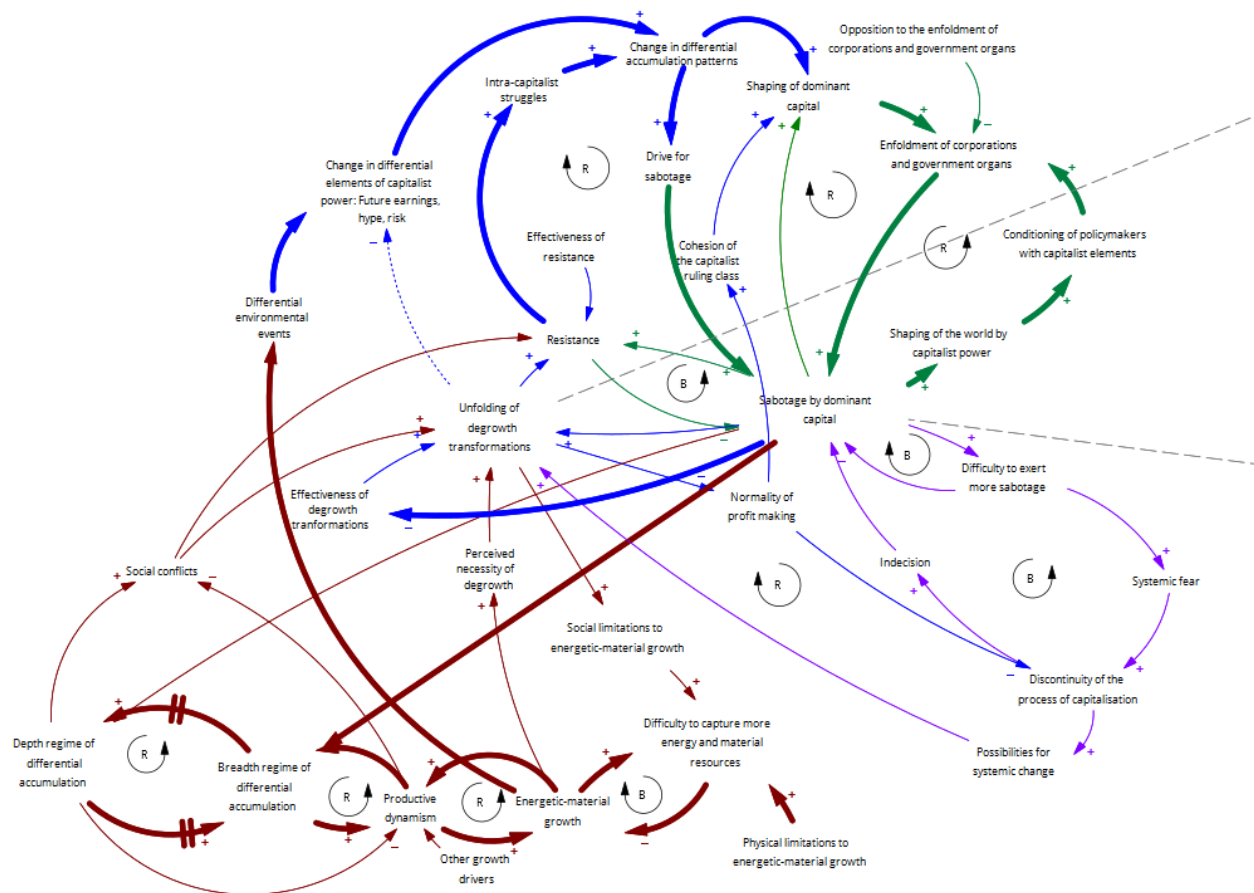 Opposition to the enfoldment of
corporations and government organs
Change in differential
accumulation patterns
Intra-capitalist
struggles
Shaping of dominant
capital
Enfoldment of corporations
and government organs
Drive for
sabotage
Change in differential
elements of capitalist
power: Future earnings,
hype, risk
R
R
R
Effectiveness of
resistance
Cohesion of
the capitalist
ruling class
Conditioning of policymakers
with capitalist elements
Differential
environmental
events
Resistance
Shaping of the world by
capitalist power
B
Sabotage by dominant
capital
Unfolding of
degrowth
transformations
B
Difficulty to exert
more sabotage
Effectiveness of
degrowth
tranformations
Normality of
profit making
Perceived
necessity of
degrowth
Social conflicts
Indecision
R
B
Systemic fear
Social limitations to
energetic-material growth
Discontinuity of the
process of capitalisation
Difficulty to capture more
energy and material
resources
Possibilities for
systemic change
Depth regime of
differential
accumulation
R
Breadth regime of
differential
accumulation
R
Productive
dynamism
R
Energetic-material
growth
B
Other growth
drivers
Physical limitations to
energetic-material growth